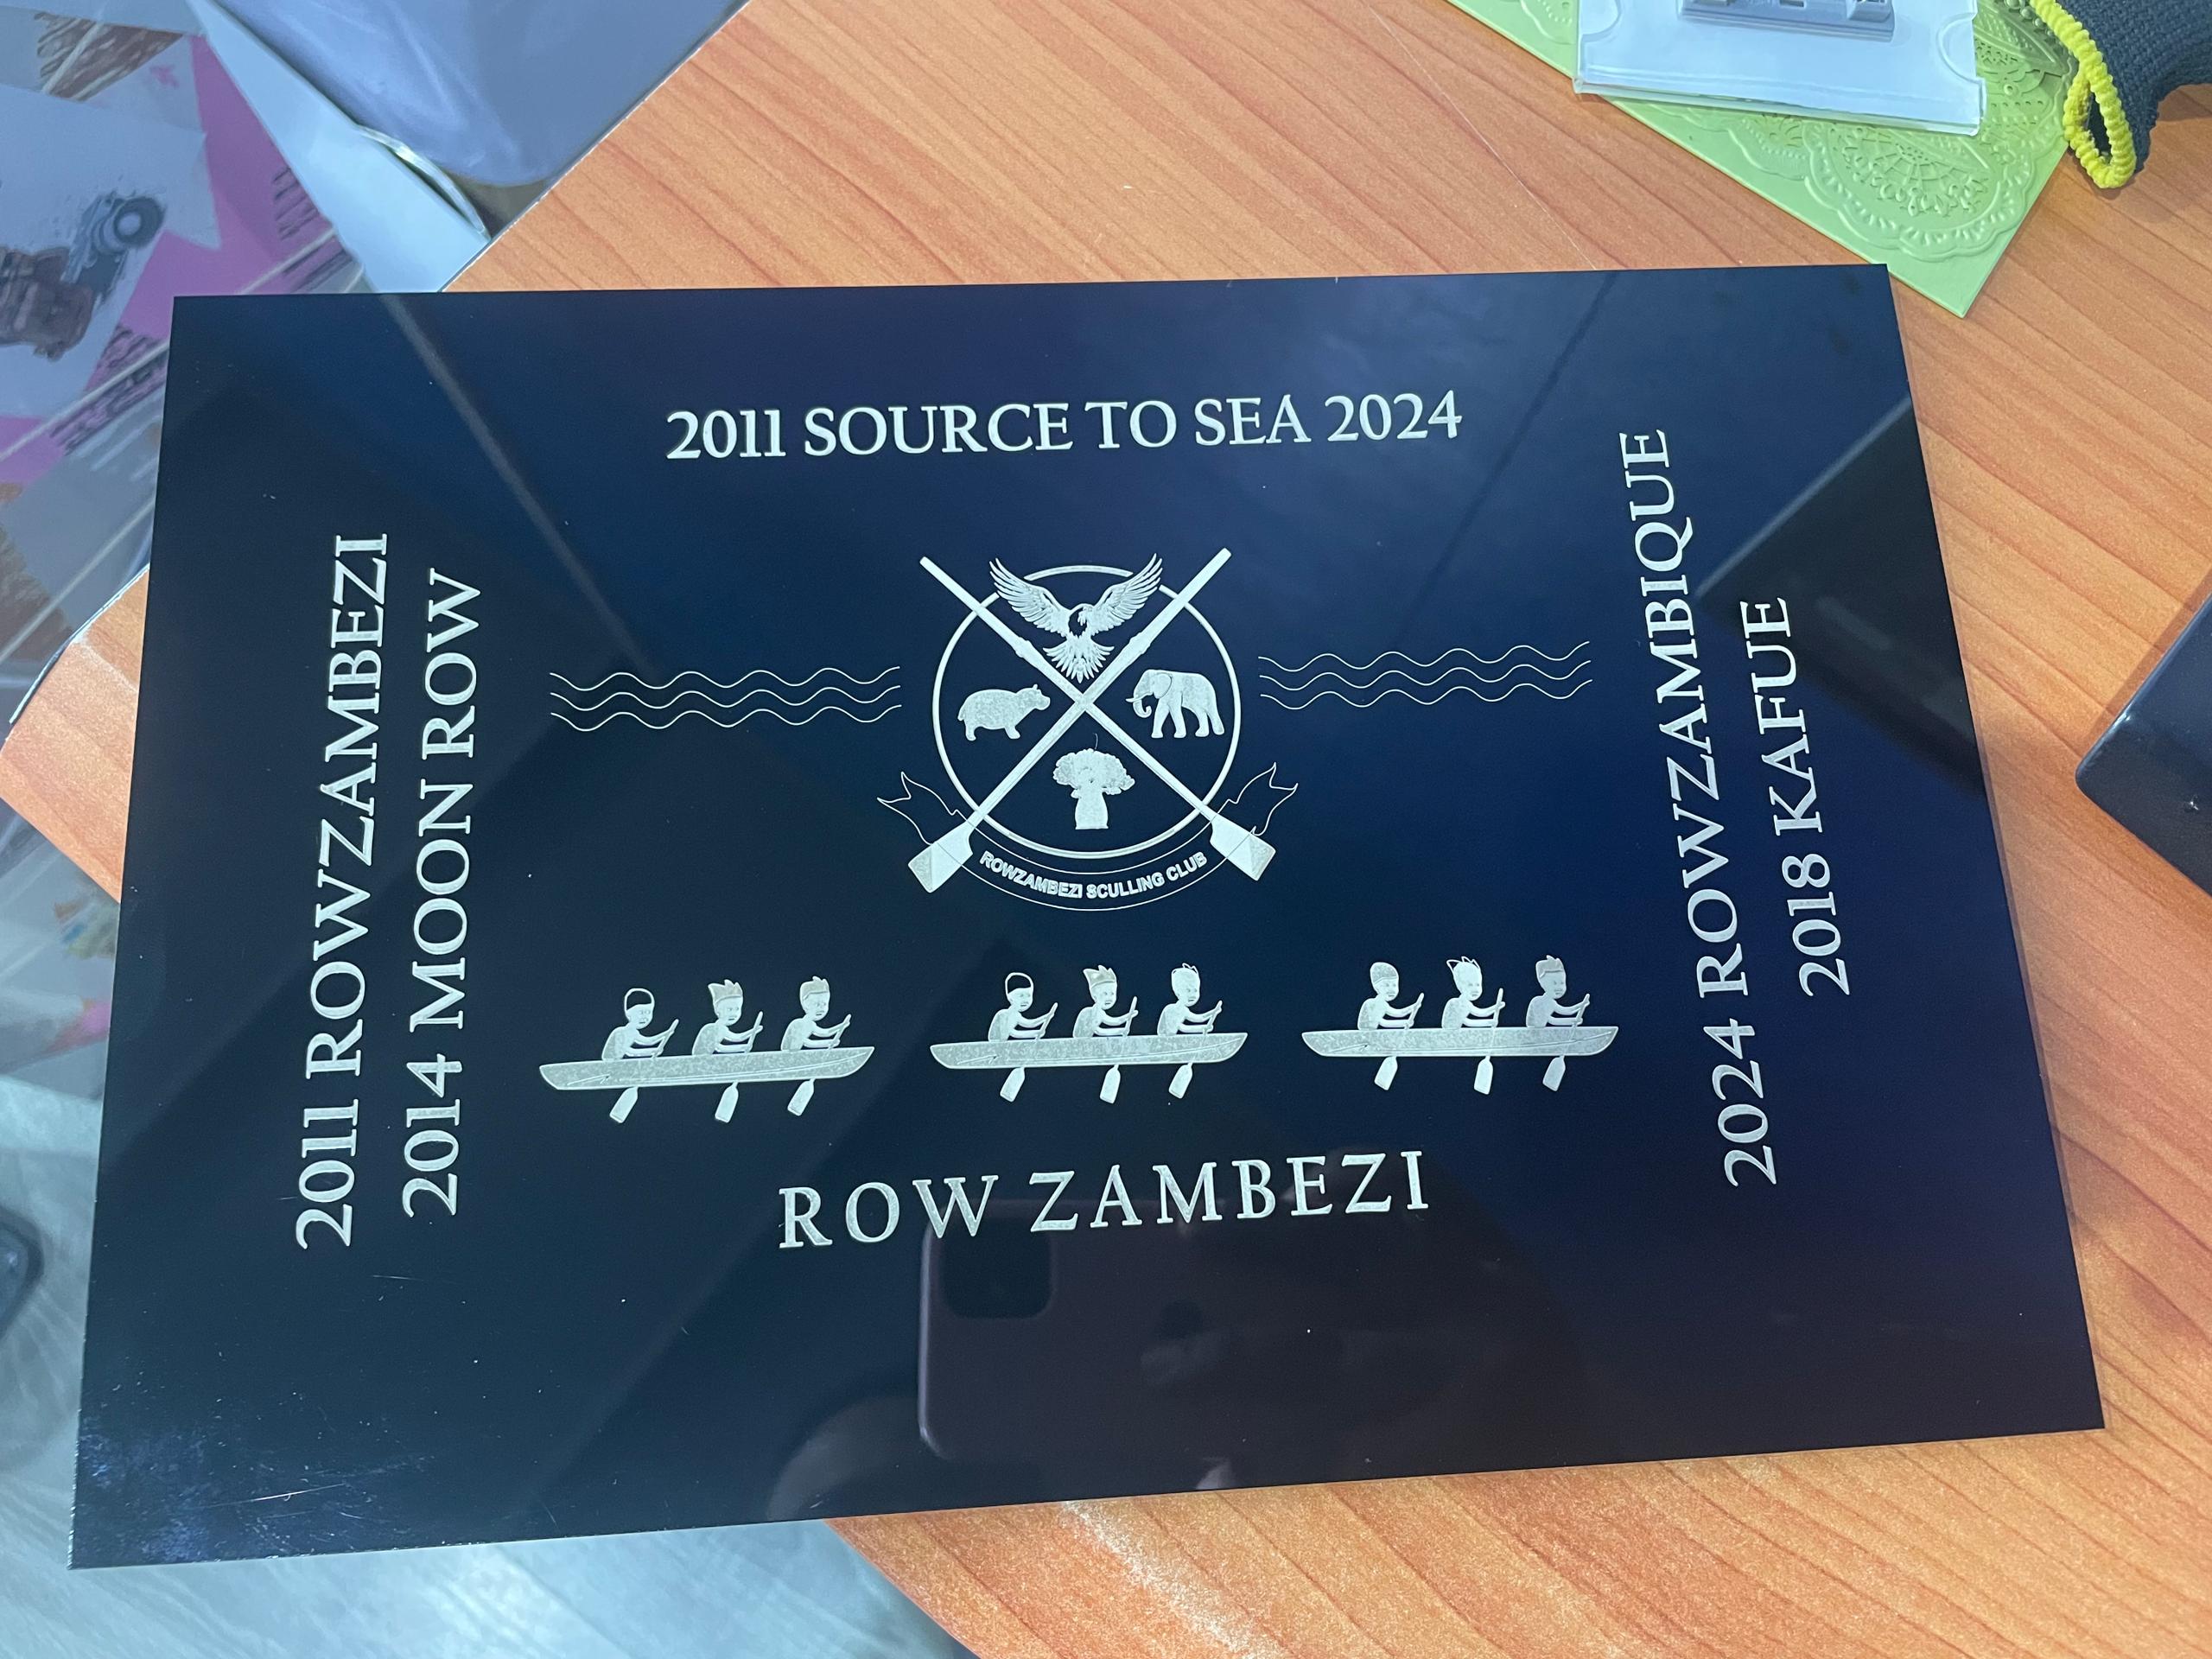 2011 SOURCE TO SEA 2024
2011 ROWZAMBEZI
2014 MOON ROW
ROWZAMBEZI SCULLING CLUB
2024 ROWZAMBIQUE
2018 KAFUE
ROW ZAMBEZI